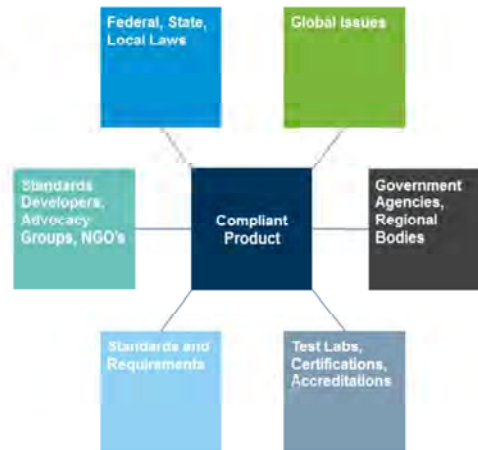 Federal, State,
Local Laws
Global Issues
Standards
Developers,
Advocacy
Groups, NGO's
Compliant
Product
Government
Agencies,
Regional
Bodies
Standards and
Requirements
Test Labs,
Certifications,
Accreditations